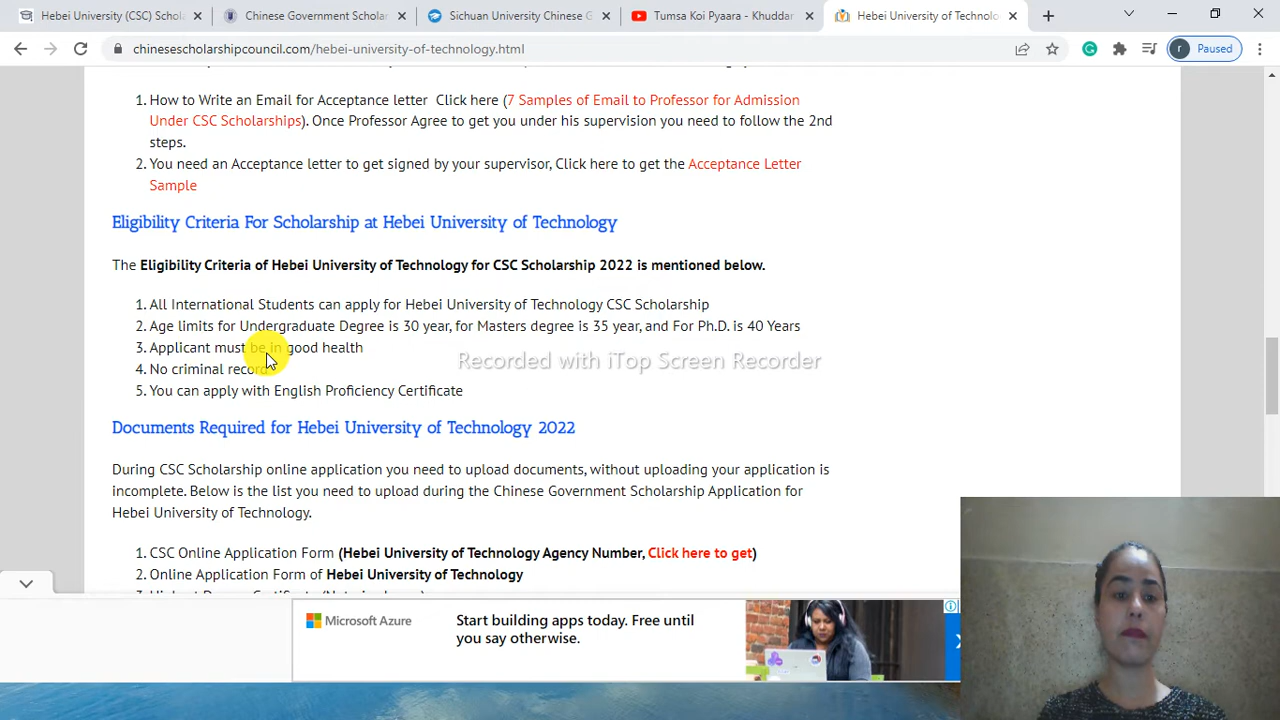 Hebei University (CSC) Schola
Chinese Government Scholar
Sichuan University Chinese G
Tumsa Koi Pyaara - Khuddar
Hebei University of Technolo
chinesescholarshipcouncil.com/hebei-university-of-technology.html
r
Paused
1. How to Write an Email for Acceptance letter Click here (7 Samples of Email to Professor for Admission
Under CSC Scholarships). Once Professor Agree to get you under his supervision you need to follow the 2nd
steps.
2. You need an Acceptance letter to get signed by your supervisor, Click here to get the Acceptance Letter
Sample
Eligibility Criteria For Scholarship at Hebei University of Technology
The Eligibility Criteria of Hebei University of Technology for CSC Scholarship 2022 is mentioned below.
1. All International Students can apply for Hebei University of Technology CSC Scholarship
2. Age limits for Undergraduate Degree is 30 year, for Masters degree is 35 year, and For Ph.D. is 40 Years
3. Applicant must be in good health
Recorded with iTop Screen Recorder
4. No criminal record
5. You can apply with English Proficiency Certificate
Documents Required for Hebei University of Technology 2022
During CSC Scholarship online application you need to upload documents, without uploading your application is
incomplete. Below is the list you need to upload during the Chinese Government Scholarship Application for
Hebei University of Technology.
1. CSC Online Application Form (Hebei University of Technology Agency Number, Click here to get)
2. Online Application Form of Hebei University of Technology
Microsoft Azure
Start building apps today. Free until
you say otherwise.